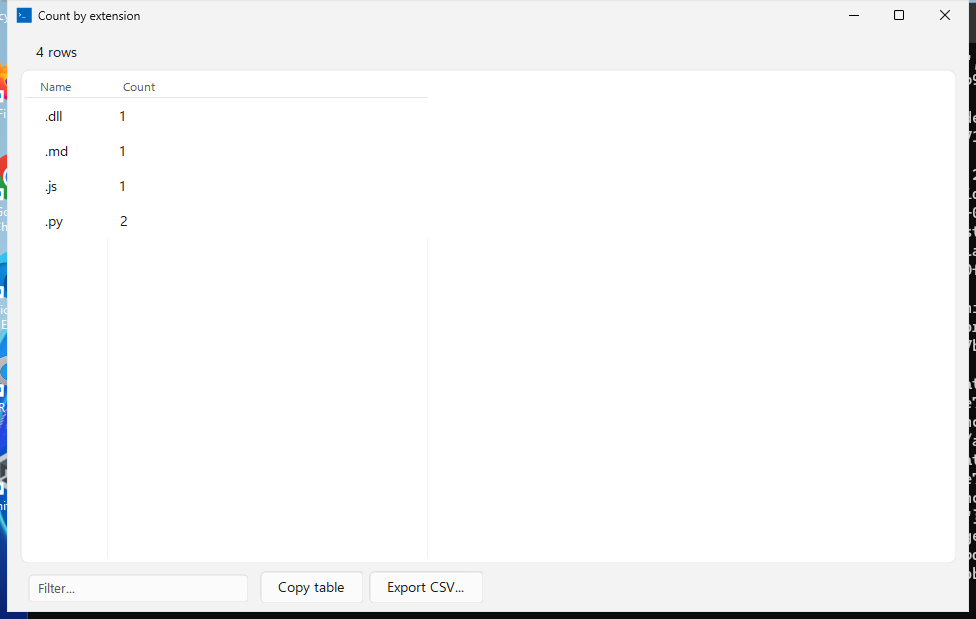 Count by extension
4 rows
Name Count
.dll 1
.md 1
.js 1
.py 2
Filter...
Copy table Export CSV...